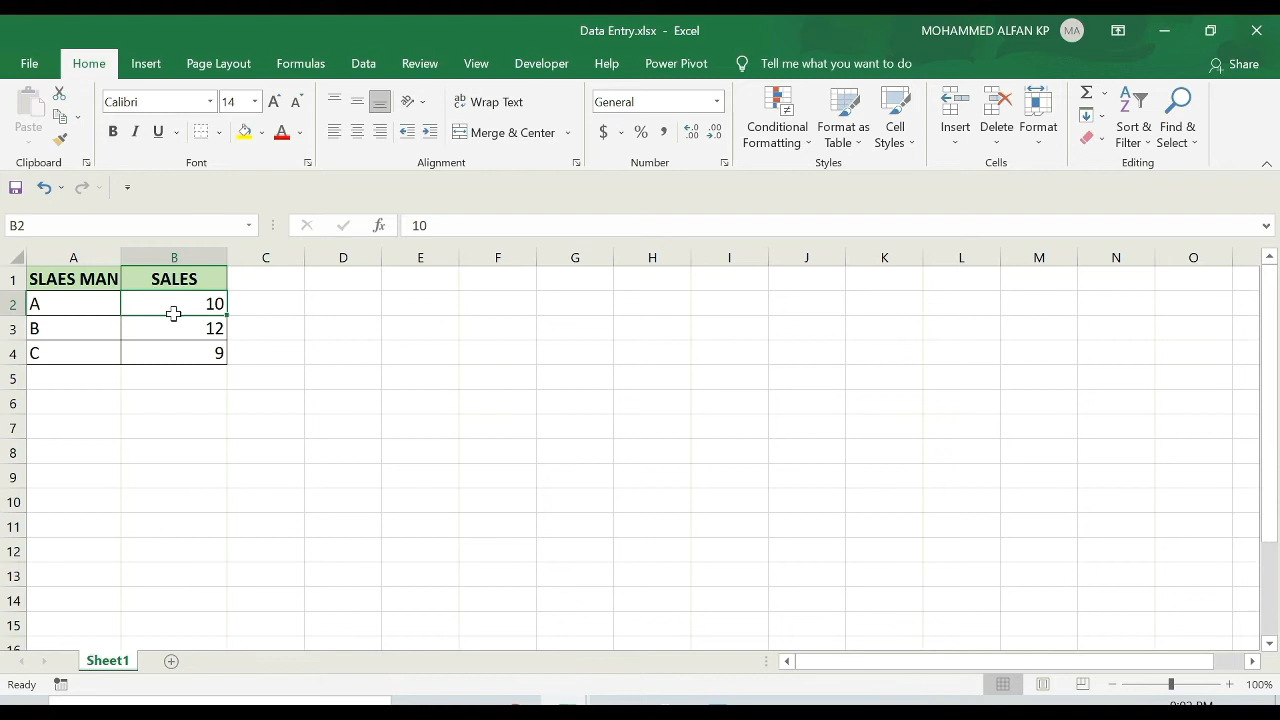 Data Entry.xlsx - Excel
MOHAMMED ALFAN KP
MA
File Home Insert Page Layout Formulas Data Review View Developer Help Power Pivot Tell me what you want to do Share
Paste
Calibri 14
Wrap Text
General
Merge & Center
Conditional Formatting
Format as Table
Cell Styles
Insert Delete Format
Sort & Filter
Find & Select
Clipboard Font Alignment Number Styles Cells Editing
B2 fx 10
A B C D E F G H I J K L M N O
1 SLAES MAN SALES
2 A 10
3 B 12
4 C 9
5
6
7
8
9
10
11
12
13
14
15
Sheet1
Ready 100%